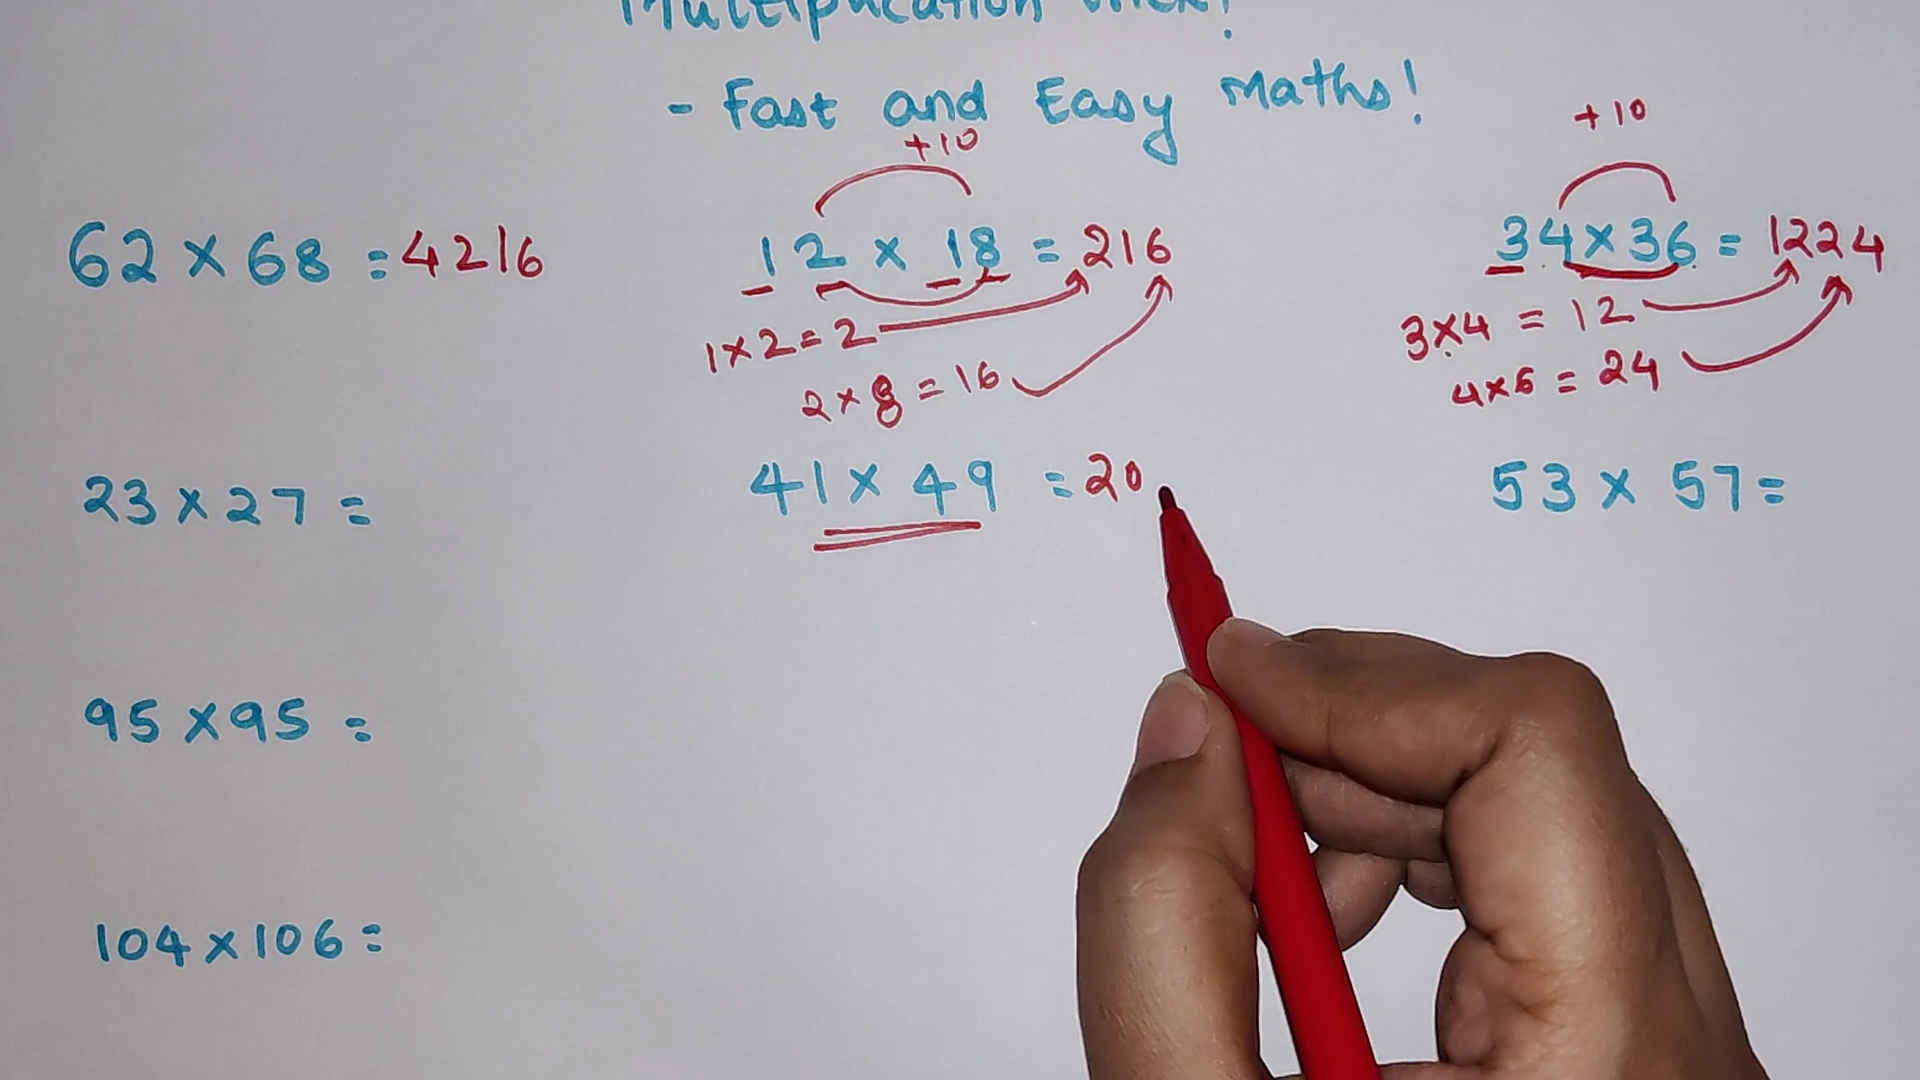 Multiplication trick!
- Fast and Easy Maths!
+10
+10
62 × 68 = 4216
12 × 18 = 216
34 × 36 = 1224
1×2=2
3×4 = 12
2×8 = 16
4×6 = 24
23 × 27 =
41 × 49 = 20
53 × 57 =
95 × 95 =
104 × 106 =